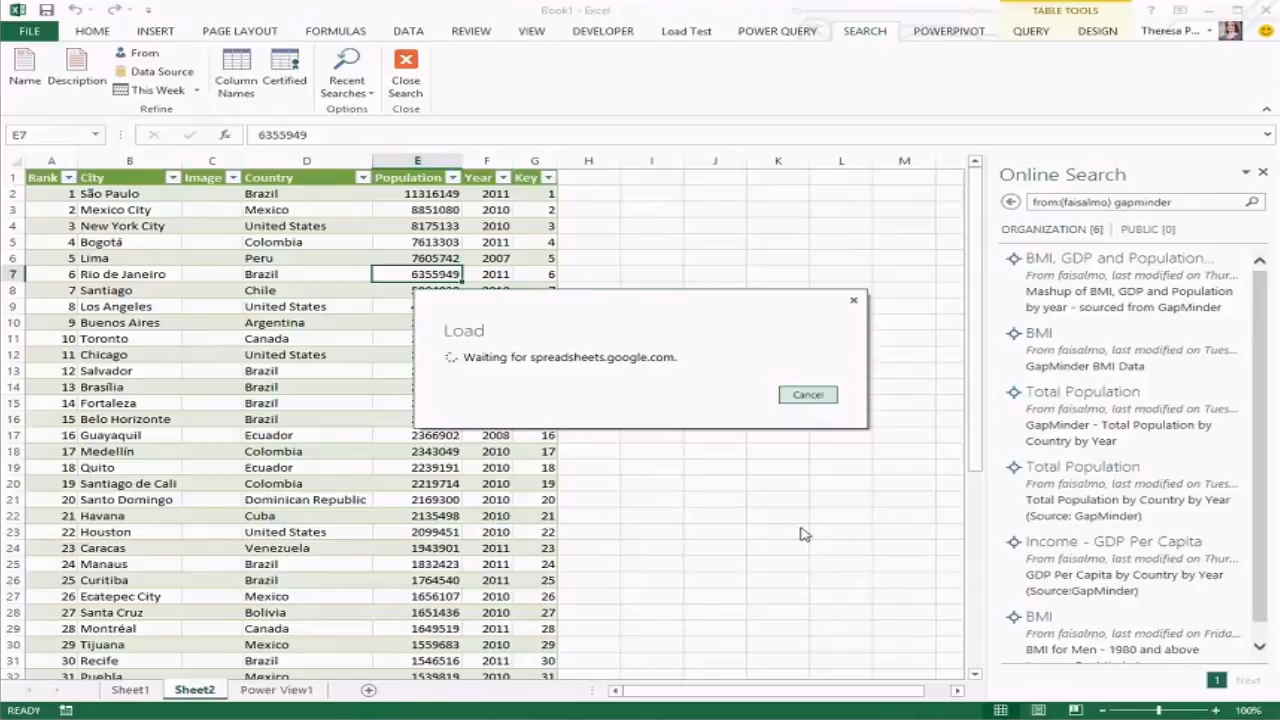 Book1 - Excel
TABLE TOOLS
FILE HOME INSERT PAGE LAYOUT FORMULAS DATA REVIEW VIEW DEVELOPER Load Test POWER QUERY SEARCH POWERPIVOT QUERY DESIGN Theresa P...
Name Description
From
Data Source
This Week
Refine
Column Names
Certified
Recent Searches
Options
Close Search
Close
E7 fx 6355949
A B C D E F G H I J K L M
1 Rank City Image Country Population Year Key
2 1 São Paulo Brazil 11316149 2011 1
3 2 Mexico City Mexico 8851080 2010 2
4 3 New York City United States 8175133 2010 3
5 4 Bogotá Colombia 7613303 2011 4
6 5 Lima Peru 7605742 2007 5
7 6 Rio de Janeiro Brazil 6355949 2011 6
8 7 Santiago Chile
9 8 Los Angeles United States
10 9 Buenos Aires Argentina
11 10 Toronto Canada
12 11 Chicago United States
13 12 Salvador Brazil
14 13 Brasília Brazil
15 14 Fortaleza Brazil
16 15 Belo Horizonte Brazil
17 16 Guayaquil Ecuador 2366902 2008 16
18 17 Medellín Colombia 2343049 2010 17
19 18 Quito Ecuador 2239191 2010 18
20 19 Santiago de Cali Colombia 2219714 2010 19
21 20 Santo Domingo Dominican Republic 2169300 2010 20
22 21 Havana Cuba 2135498 2010 21
23 22 Houston United States 2099451 2010 22
24 23 Caracas Venezuela 1943901 2011 23
25 24 Manaus Brazil 1832423 2011 24
26 25 Curitiba Brazil 1764540 2011 25
27 26 Ecatepec City Mexico 1656107 2010 26
28 27 Santa Cruz Bolivia 1651436 2010 27
29 28 Montréal Canada 1649519 2011 28
30 29 Tijuana Mexico 1559683 2010 29
31 30 Recife Brazil 1546516 2011 30
32 31 Puebla Mexico 1539819 2010 31
Load
Waiting for spreadsheets.google.com.
Cancel
Online Search
from:(faisalmo) gapminder
ORGANIZATION [6] | PUBLIC [0]
BMI, GDP and Population...
From faisalmo, last modified on Thur...
Mashup of BMI, GDP and Population
by year - sourced from GapMinder
BMI
From faisalmo, last modified on Tues...
GapMinder BMI Data
Total Population
From faisalmo, last modified on Tues...
GapMinder - Total Population by
Country by Year
Total Population
From faisalmo, last modified on Tues...
Total Population by Country by Year
(Source: GapMinder)
Income - GDP Per Capita
From faisalmo, last modified on Thur...
GDP Per Capita by Country by Year
(Source:GapMinder)
BMI
From faisalmo, last modified on Frida...
BMI for Men - 1980 and above
1 Next
Sheet1 Sheet2 Power View1
READY 100%